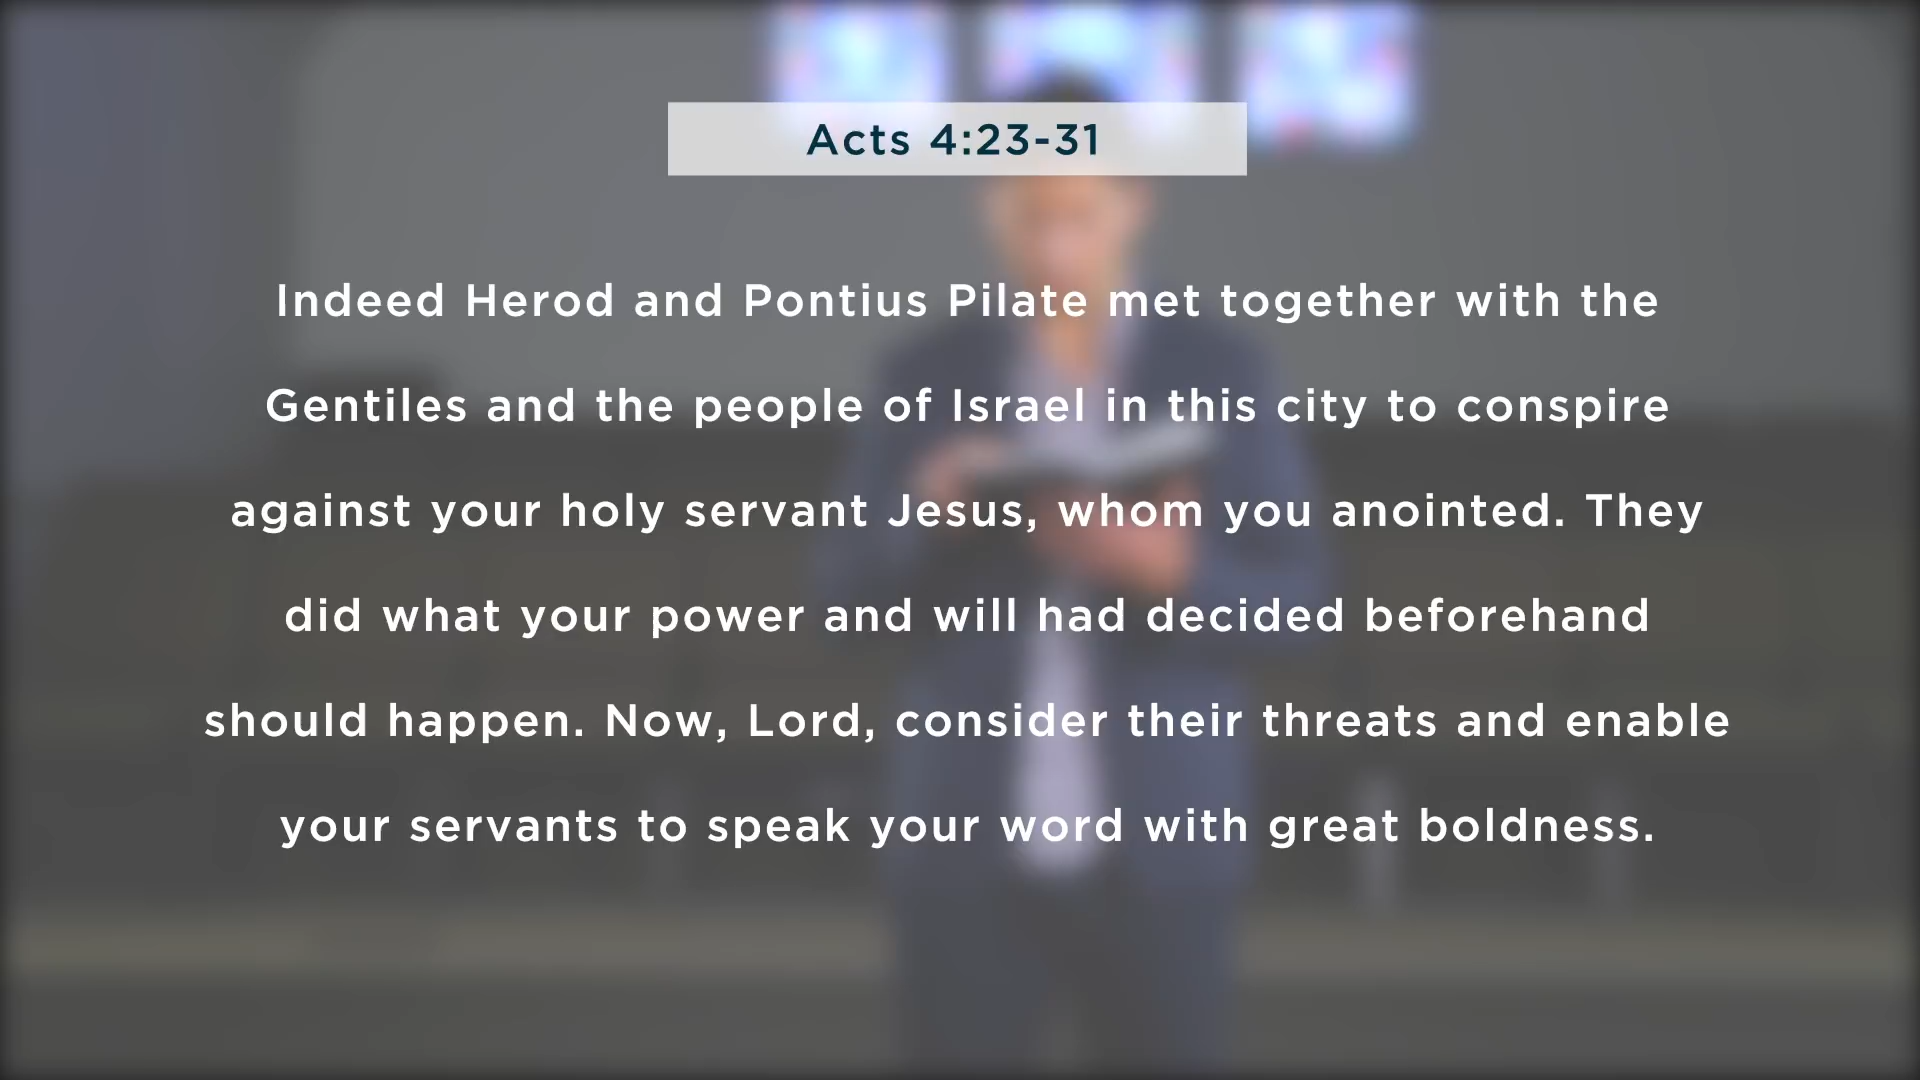 Acts 4:23-31
Indeed Herod and Pontius Pilate met together with the
Gentiles and the people of Israel in this city to conspire
against your holy servant Jesus, whom you anointed. They
did what your power and will had decided beforehand
should happen. Now, Lord, consider their threats and enable
your servants to speak your word with great boldness.